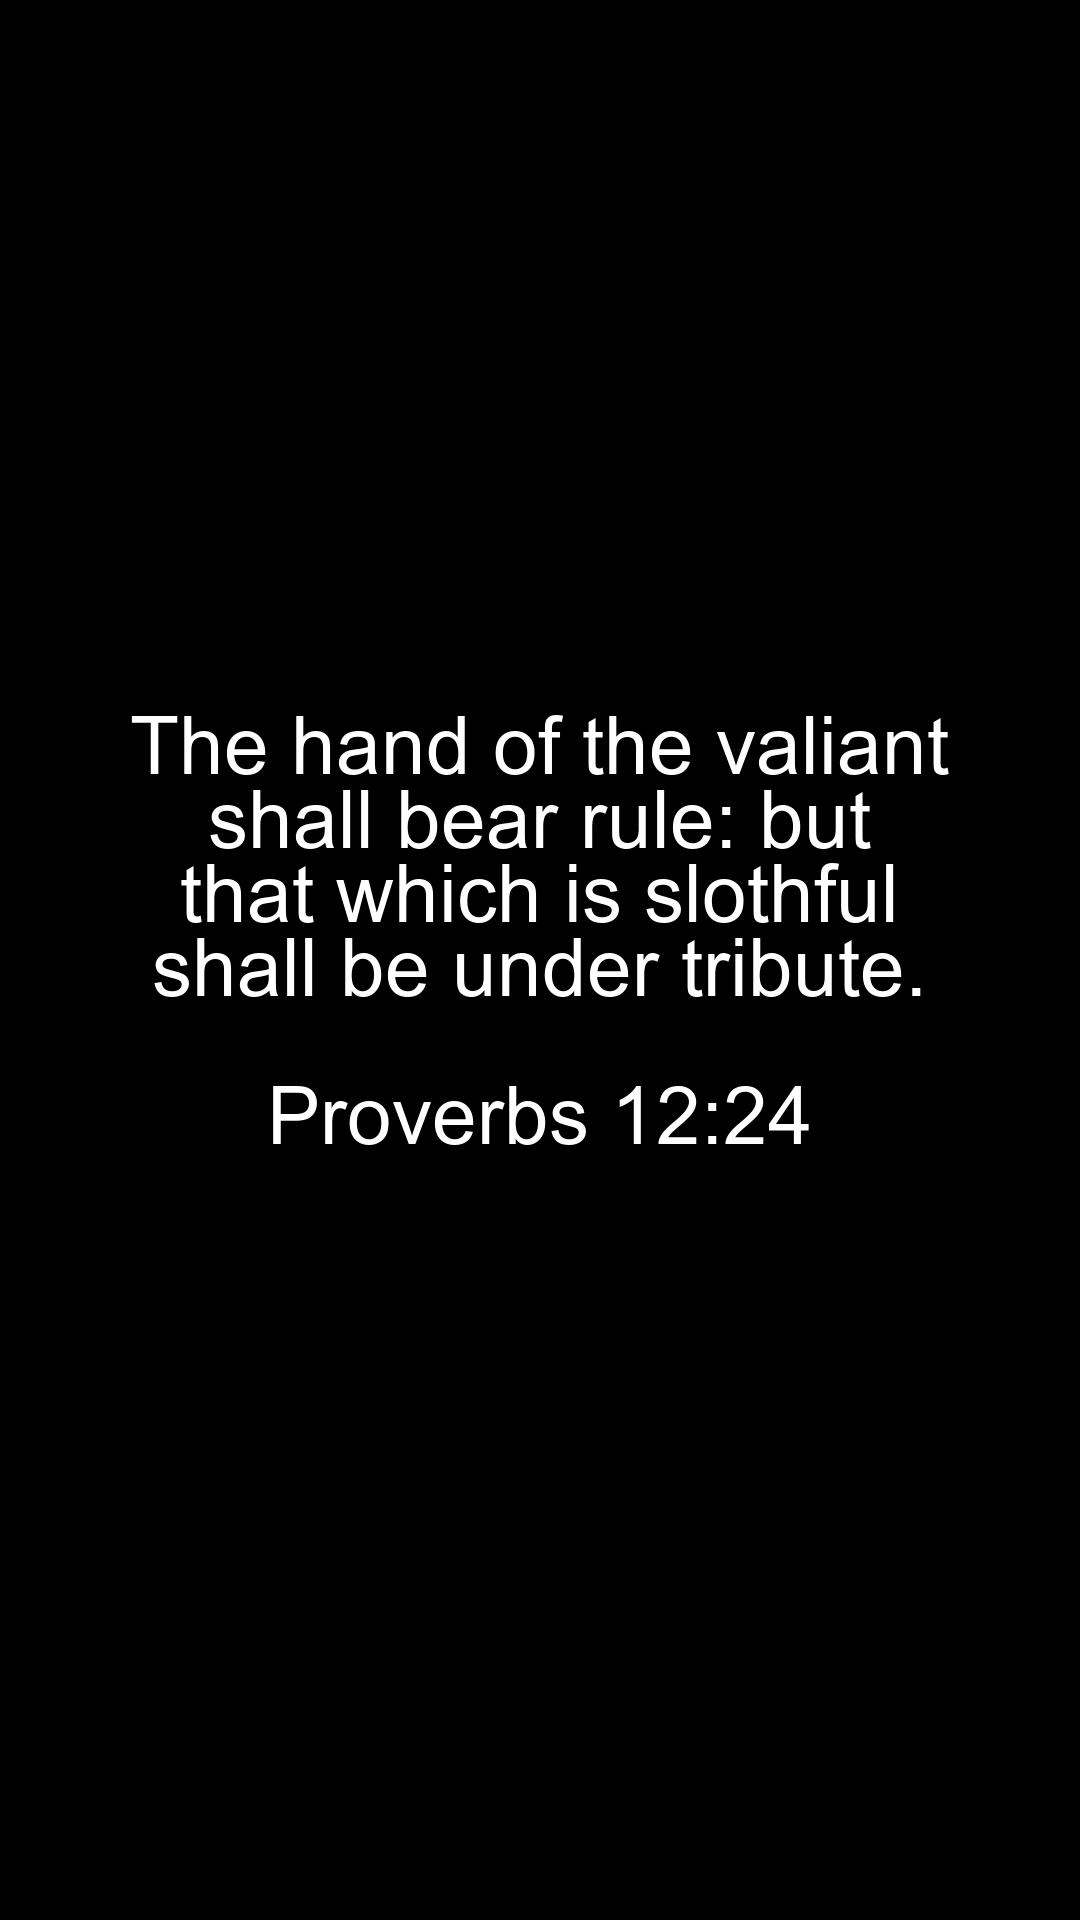 The hand of the valiant
shall bear rule: but
that which is slothful
shall be under tribute.
Proverbs 12:24